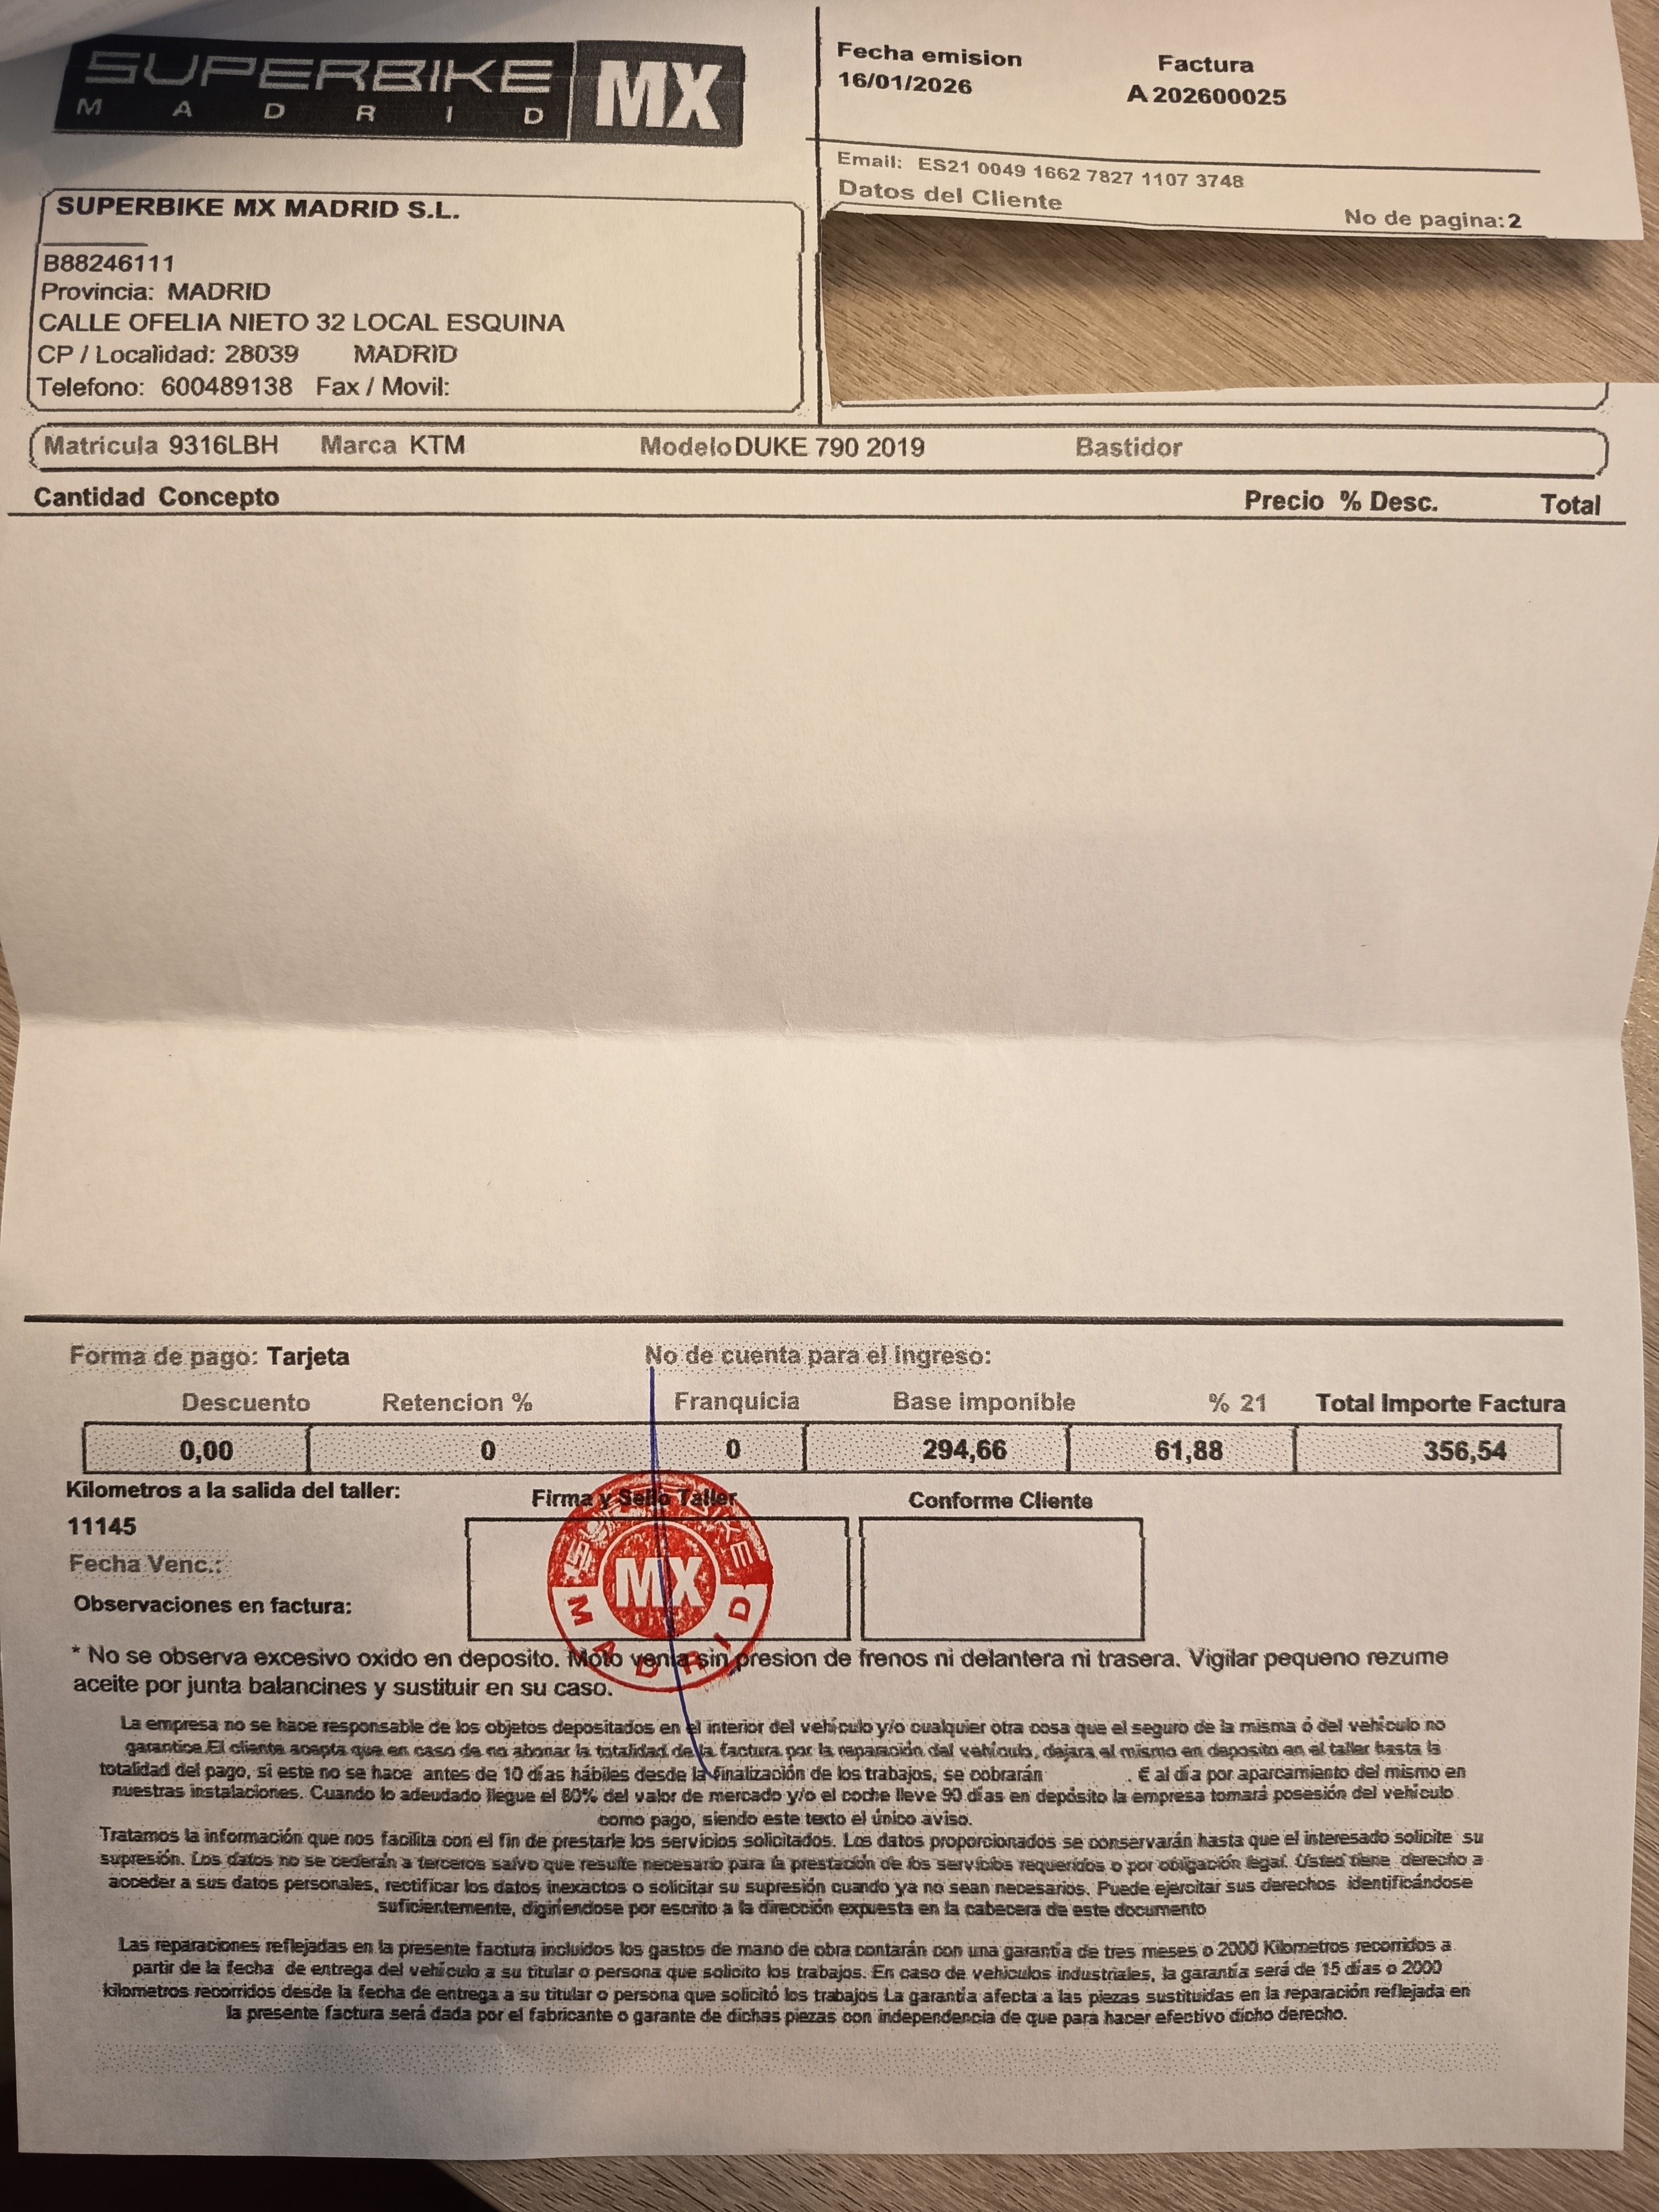 SUPERBIKE MX
MADRID
Fecha emision Factura
16/01/2026 A 202600025
Email: ES21 0049 1662 7827 1107 3748
Datos del Cliente
No de pagina: 2
SUPERBIKE MX MADRID S.L.
B88246111
Provincia: MADRID
CALLE OFELIA NIETO 32 LOCAL ESQUINA
CP / Localidad: 28039 MADRID
Telefono: 600489138 Fax / Movil:
Matricula 9316LBH Marca KTM Modelo DUKE 790 2019 Bastidor
Cantidad Concepto Precio % Desc. Total
Forma de pago: Tarjeta No de cuenta para el ingreso:
Descuento Retencion % Franquicia Base imponible % 21 Total Importe Factura
0,00 0 0 294,66 61,88 356,54
Kilometros a la salida del taller: Firma y Sello Taller Conforme Cliente
11145
Fecha Venc.:
Observaciones en factura:
SUPERBIKE
MX
MADRID
* No se observa excesivo oxido en deposito. Moto venia sin presion de frenos ni delantera ni trasera. Vigilar pequeno rezume
aceite por junta balancines y sustituir en su caso.
La empresa no se hace responsable de los objetos depositados en el interior del vehículo y/o cualquier otra cosa que el seguro de la misma ó del vehículo no
garantice.El cliente acepta que en caso de no abonar la totalidad de la factura por la reparación del vehículo, dejara el mismo en deposito en el taller hasta la
totalidad del pago, si este no se hace antes de 10 días hábiles desde la finalización de los trabajos, se cobrarán . € al día por aparcamiento del mismo en
nuestras instalaciones. Cuando lo adeudado llegue el 80% del valor de mercado y/o el coche lleve 90 días en depósito la empresa tomará posesión del vehículo
como pago, siendo este texto el único aviso.
Tratamos la información que nos facilita con el fin de prestarle los servicios solicitados. Los datos proporcionados se conservarán hasta que el interesado solicite su
supresión. Los datos no se cederán a terceros salvo que resulte necesario para la prestación de los servicios requeridos o por obligación legal. Usted tiene derecho a
acceder a sus datos personales, rectificar los datos inexactos o solicitar su supresión cuando ya no sean necesarios. Puede ejercitar sus derechos identificándose
suficientemente, digiriendose por escrito a la dirección expuesta en la cabecera de este documento
Las reparaciones reflejadas en la presente factura incluidos los gastos de mano de obra contarán con una garantía de tres meses o 2000 Kilometros recorridos a
partir de la fecha de entrega del vehículo a su titular o persona que solicito los trabajos. En caso de vehiculos industriales, la garantía será de 15 días o 2000
kilometros recorridos desde la fecha de entrega a su titular o persona que solicitó los trabajos La garantía afecta a las piezas sustituidas en la reparación reflejada en
la presente factura será dada por el fabricante o garante de dichas piezas con independencia de que para hacer efectivo dicho derecho.